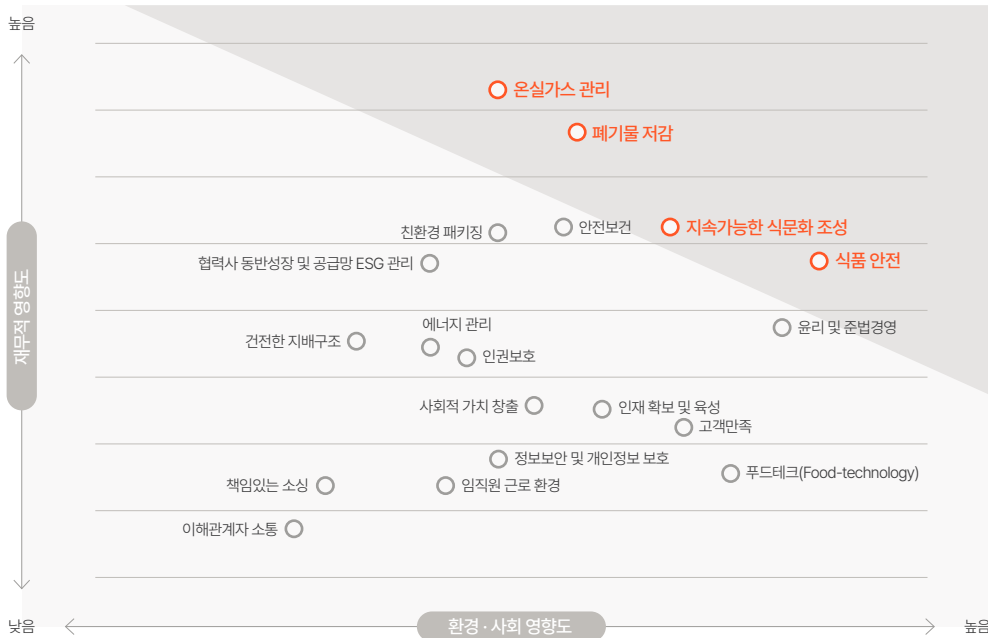 높음
온실가스 관리
폐기물 저감
친환경 패키징
안전보건
지속가능한 식문화 조성
협력사 동반성장 및 공급망 ESG 관리
식품 안전
재무적 영향도
건전한 지배구조
에너지 관리
인권보호
윤리 및 준법경영
사회적 가치 창출
인재 확보 및 육성
고객만족
정보보안 및 개인정보 보호
푸드테크(Food-technology)
책임있는 소싱
임직원 근로 환경
이해관계자 소통
낮음
환경 · 사회 영향도
높음